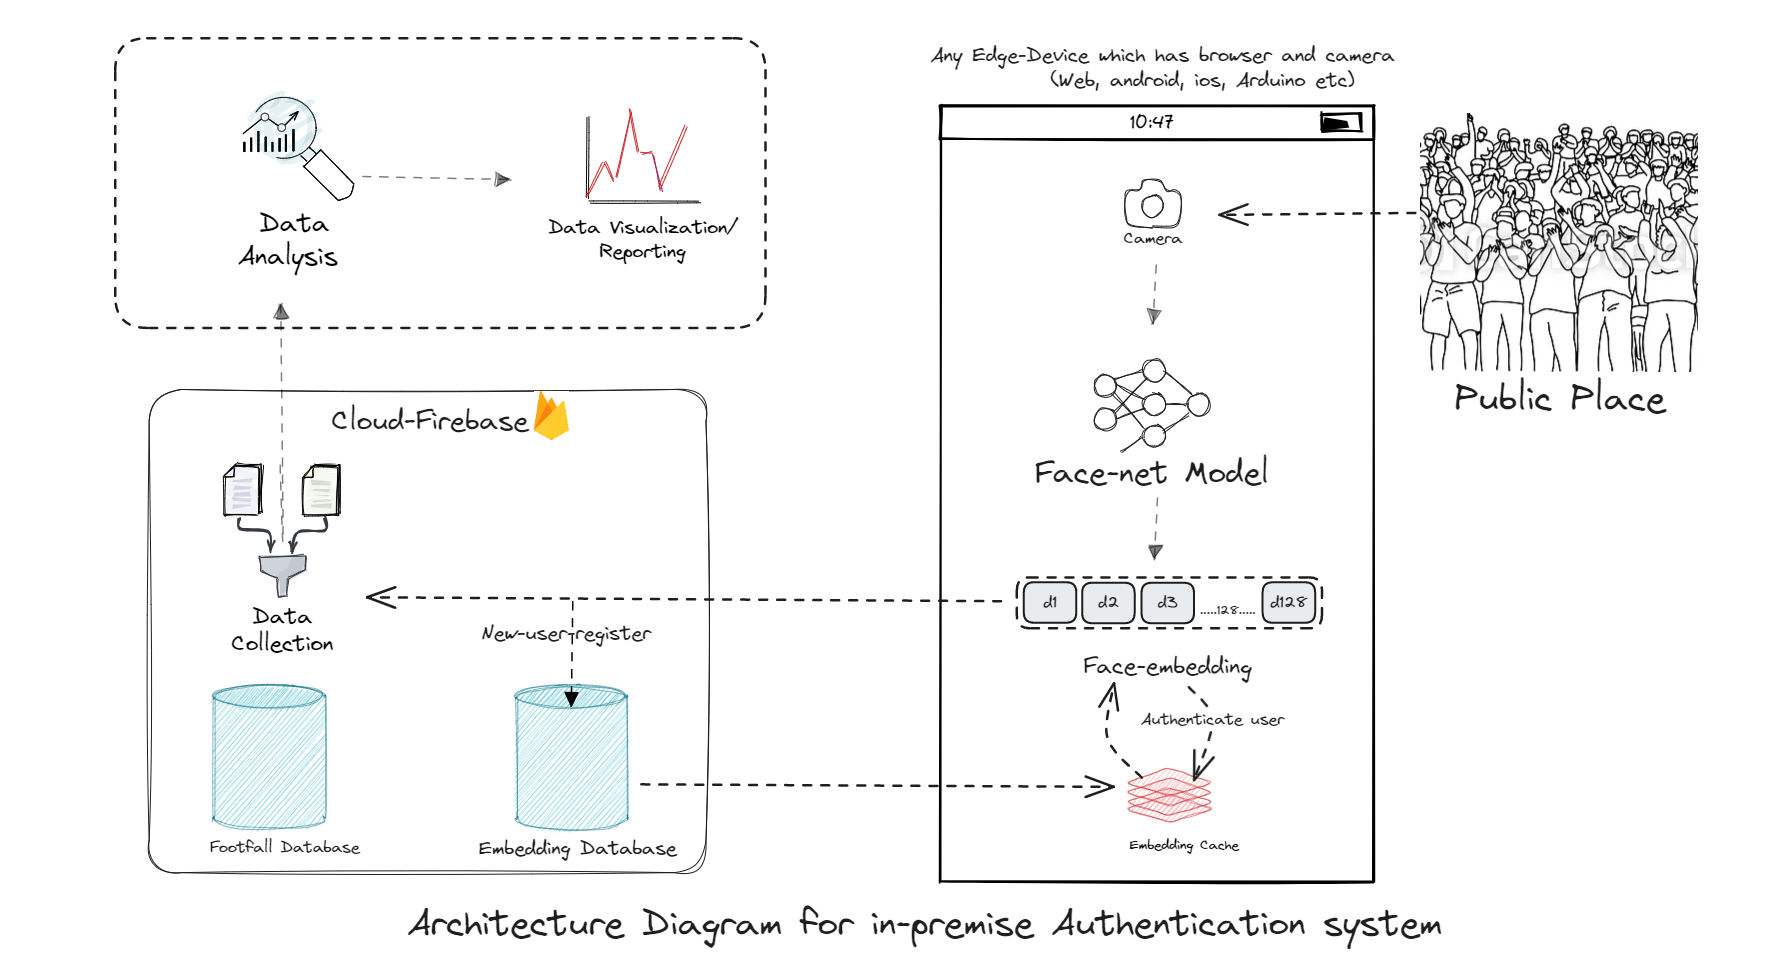 Any Edge-Device which has browser and camera
(Web, android, ios, Arduino etc)
10:47
Camera
Public Place
Face-net Model
d1
d2
d3
.....128.....
d128
Face-embedding
Authenticate user
Embedding Cache
Data
Analysis
Data Visualization/
Reporting
Cloud-Firebase
Data
Collection
New-user-register
Footfall Database
Embedding Database
Architecture Diagram for in-premise Authentication system